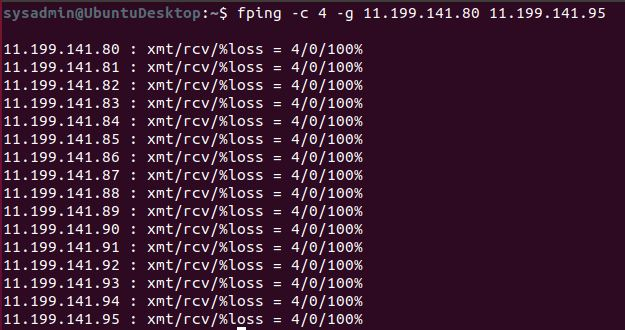 sysadmin@UbuntuDesktop:~$ fping -c 4 -g 11.199.141.80 11.199.141.95
11.199.141.80 : xmt/rcv/%loss = 4/0/100%
11.199.141.81 : xmt/rcv/%loss = 4/0/100%
11.199.141.82 : xmt/rcv/%loss = 4/0/100%
11.199.141.83 : xmt/rcv/%loss = 4/0/100%
11.199.141.84 : xmt/rcv/%loss = 4/0/100%
11.199.141.85 : xmt/rcv/%loss = 4/0/100%
11.199.141.86 : xmt/rcv/%loss = 4/0/100%
11.199.141.87 : xmt/rcv/%loss = 4/0/100%
11.199.141.88 : xmt/rcv/%loss = 4/0/100%
11.199.141.89 : xmt/rcv/%loss = 4/0/100%
11.199.141.90 : xmt/rcv/%loss = 4/0/100%
11.199.141.91 : xmt/rcv/%loss = 4/0/100%
11.199.141.92 : xmt/rcv/%loss = 4/0/100%
11.199.141.93 : xmt/rcv/%loss = 4/0/100%
11.199.141.94 : xmt/rcv/%loss = 4/0/100%
11.199.141.95 : xmt/rcv/%loss = 4/0/100%